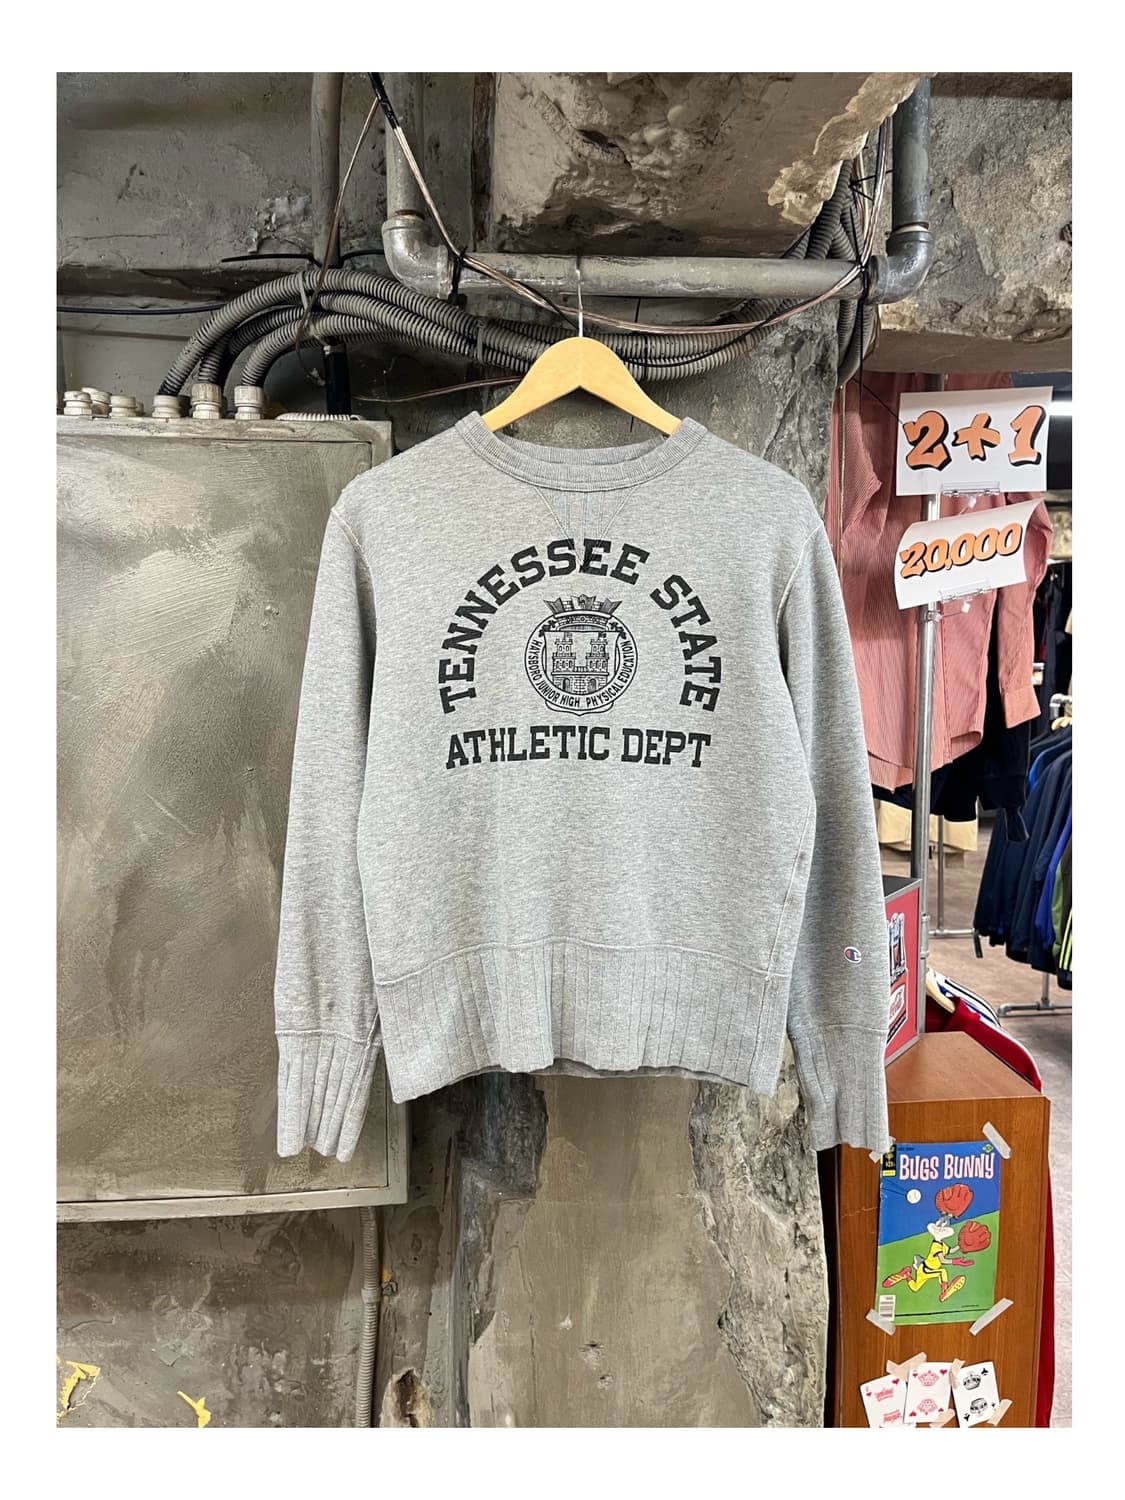 TENNESSEE STATE
HAYSBORO JUNIOR HIGH PHYSICAL EDUCATION
ATHLETIC DEPT
2+1
20,000
BUGS BUNNY